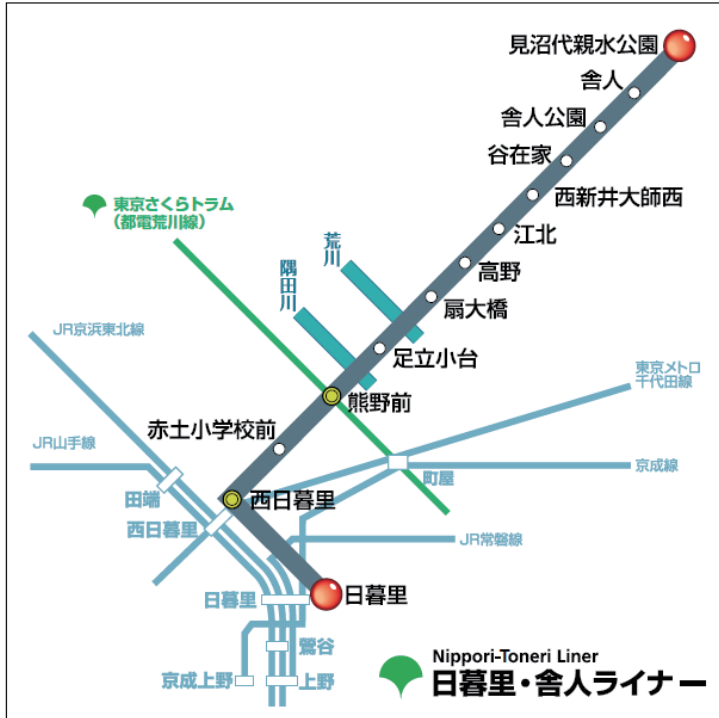 見沼代親水公園
舎人
舎人公園
谷在家
西新井大師西
東京さくらトラム
(都電荒川線)
江北
荒川
高野
隅田川
扇大橋
JR京浜東北線
足立小台
東京メトロ
千代田線
熊野前
赤土小学校前
JR山手線
京成線
町屋
田端
西日暮里
西日暮里
JR常磐線
日暮里
日暮里
鶯谷
京成上野
上野
Nippori-Toneri Liner
日暮里・舎人ライナー